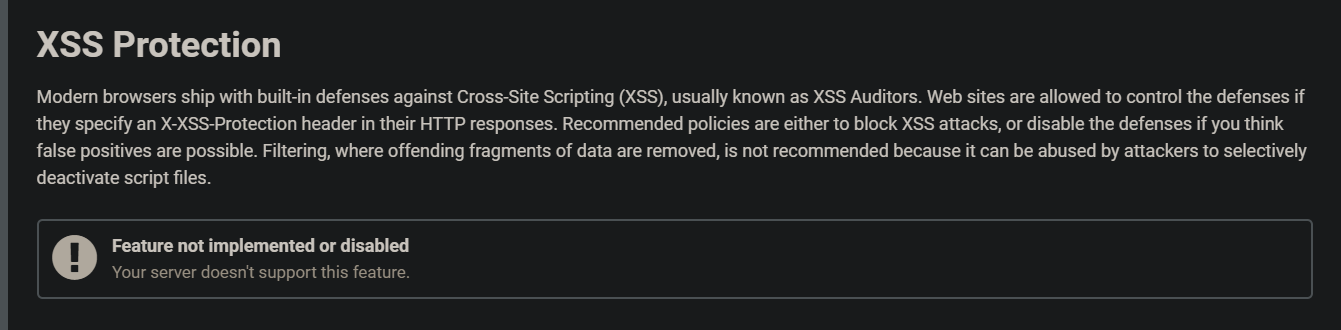 XSS Protection
Modern browsers ship with built-in defenses against Cross-Site Scripting (XSS), usually known as XSS Auditors. Web sites are allowed to control the defenses if
they specify an X-XSS-Protection header in their HTTP responses. Recommended policies are either to block XSS attacks, or disable the defenses if you think
false positives are possible. Filtering, where offending fragments of data are removed, is not recommended because it can be abused by attackers to selectively
deactivate script files.
Feature not implemented or disabled
Your server doesn't support this feature.